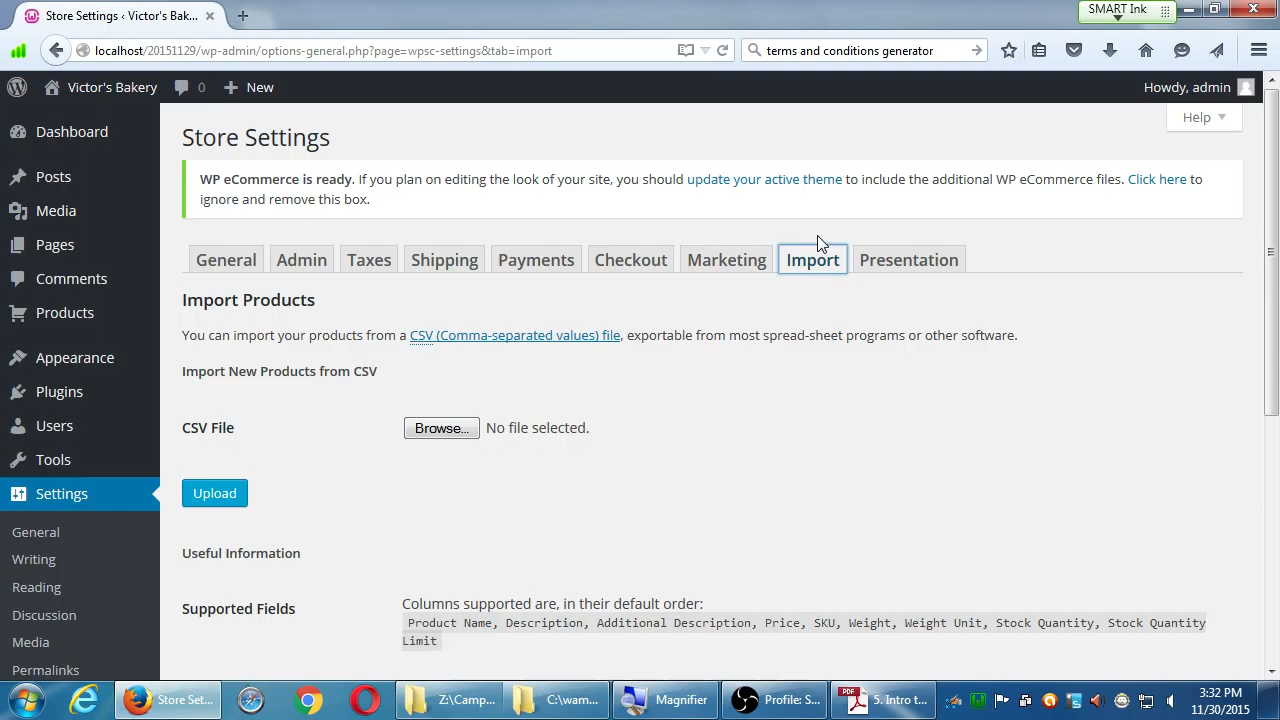 Store Settings ‹ Victor's Bak... ×
SMART Ink
localhost/20151129/wp-admin/options-general.php?page=wpsc-settings&tab=import
terms and conditions generator
Victor's Bakery
0
New
Howdy, admin
Help
Dashboard
Posts
Media
Pages
Comments
Products
Appearance
Plugins
Users
Tools
Settings
General
Writing
Reading
Discussion
Media
Permalinks
Store Settings
WP eCommerce is ready. If you plan on editing the look of your site, you should update your active theme to include the additional WP eCommerce files. Click here to
ignore and remove this box.
General Admin Taxes Shipping Payments Checkout Marketing Import Presentation
Import Products
You can import your products from a CSV (Comma-separated values) file, exportable from most spread-sheet programs or other software.
Import New Products from CSV
CSV File Browse... No file selected.
Upload
Useful Information
Supported Fields
Columns supported are, in their default order:
Product Name, Description, Additional Description, Price, SKU, Weight, Weight Unit, Stock Quantity, Stock Quantity
Limit
Store Set...
Z:\Camp...
C:\wam...
Magnifier
Profile: S...
PDF
5. Intro t...
3:32 PM
11/30/2015